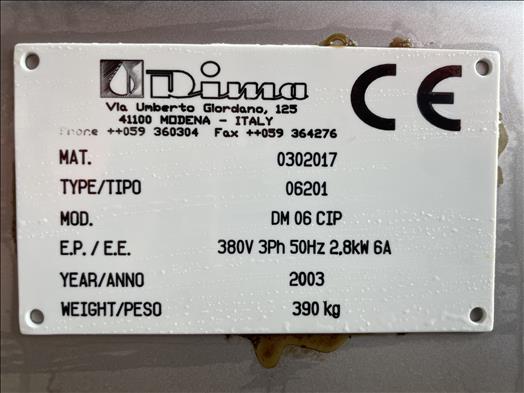 Dima
CE
Via Umberto Giordano, 125
41100 MODENA - ITALY
Phone ++059 360304 Fax ++059 364276
MAT. 0302017
TYPE/TIPO 06201
MOD. DM 06 CIP
E.P. / E.E. 380V 3Ph 50Hz 2,8kW 6A
YEAR/ANNO 2003
WEIGHT/PESO 390 kg